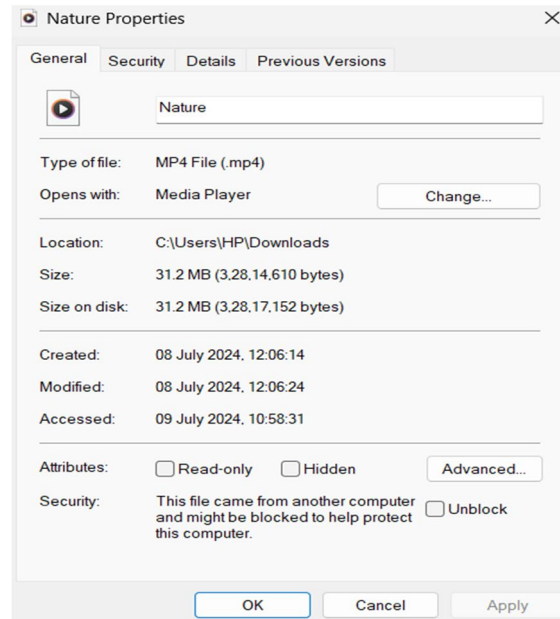 Nature Properties
General Security Details Previous Versions
Nature
Type of file: MP4 File (.mp4)
Opens with: Media Player Change...
Location: C:\Users\HP\Downloads
Size: 31.2 MB (3,28,14,610 bytes)
Size on disk: 31.2 MB (3,28,17,152 bytes)
Created: 08 July 2024, 12:06:14
Modified: 08 July 2024, 12:06:24
Accessed: 09 July 2024, 10:58:31
Attributes: Read-only Hidden Advanced...
Security: This file came from another computer
and might be blocked to help protect Unblock
this computer.
OK Cancel Apply